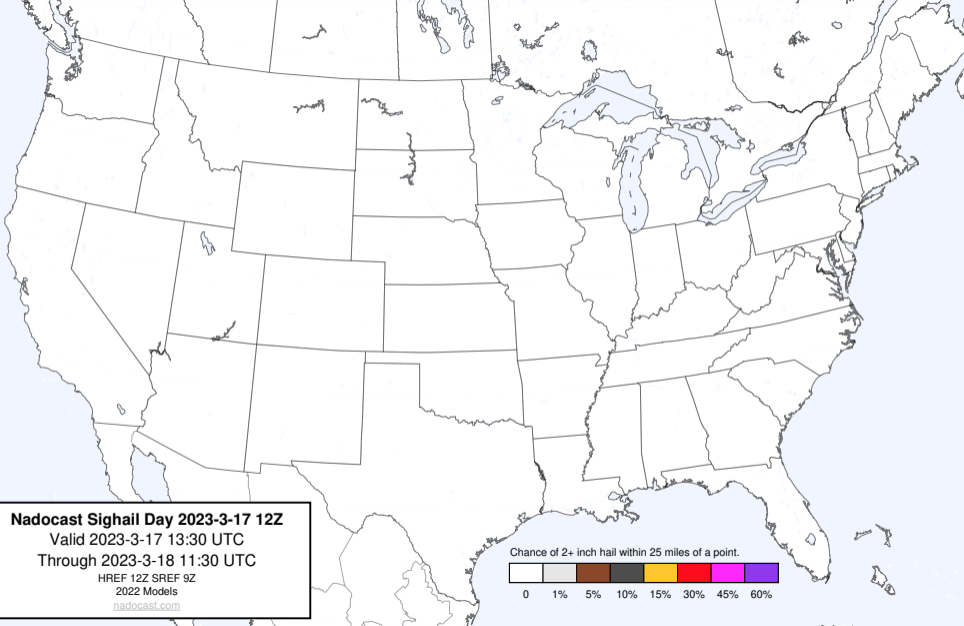 Nadocast Sighail Day 2023-3-17 12Z
Valid 2023-3-17 13:30 UTC
Through 2023-3-18 11:30 UTC
HREF 12Z SREF 9Z
2022 Models
nadocast.com
Chance of 2+ inch hail within 25 miles of a point.
0 1% 5% 10% 15% 30% 45% 60%